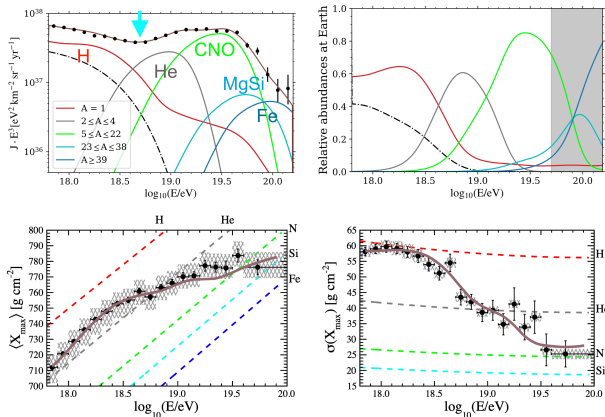 10^38
10^37
10^36
J · E^3[eV^2 km^-2 sr^-1 yr^-1]
H
He
CNO
MgSi
Fe
A = 1
2 ≤ A ≤ 4
5 ≤ A ≤ 22
23 ≤ A ≤ 38
A ≥ 39
18.0 18.5 19.0 19.5 20.0
log10(E/eV)
Relative abundances at Earth
1.0
0.8
0.6
0.4
0.2
0.0
18.0 18.5 19.0 19.5 20.0
log10(E/eV)
⟨Xmax⟩ [g cm^-2]
800
790
780
770
760
750
740
730
720
710
700
H
He
N
Si
Fe
18.0 18.5 19.0 19.5 20.0
log10(E/eV)
σ(Xmax) [g cm^-2]
65
60
55
50
45
40
35
30
25
20
15
H
He
N
Si
18.0 18.5 19.0 19.5 20.0
log10(E/eV)